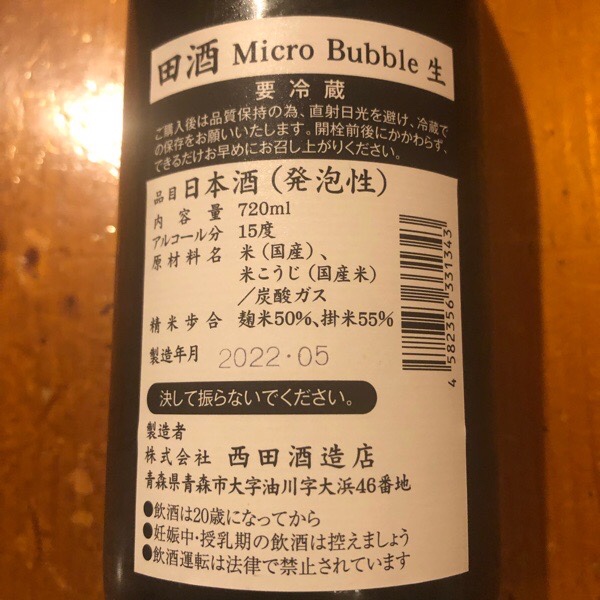 田酒 Micro Bubble 生
要冷蔵
ご購入後は品質保持の為、直射日光を避け、冷蔵で
の保存をお願いいたします。開栓前後にかかわらず、
できるだけお早めにお召し上がりください。
品目 日本酒（発泡性）
内容量 720ml
アルコール分 15度
原材料名 米（国産）、
米こうじ（国産米）
／炭酸ガス
精米歩合 麹米50%、掛米55%
製造年月 2022・05
決して振らないでください。
製造者
株式会社 西田酒造店
青森県青森市大字油川字大浜46番地
●飲酒は20歳になってから
●妊娠中・授乳期の飲酒は控えましょう
●飲酒運転は法律で禁止されています
4 582356 331343